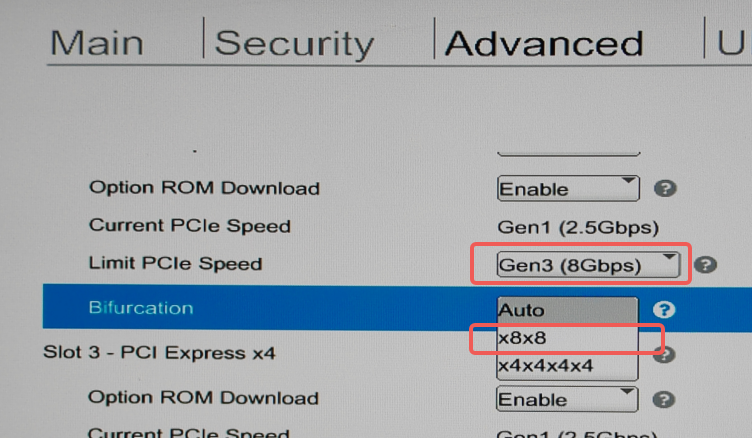 Main Security Advanced U
Option ROM Download Enable ?
Current PCIe Speed Gen1 (2.5Gbps)
Limit PCIe Speed Gen3 (8Gbps) ?
Bifurcation Auto ?
x8x8
Slot 3 - PCI Express x4 ?
x4x4x4x4
Option ROM Download Enable ?
Current PCIe Speed Gen1 (2.5Gbps)